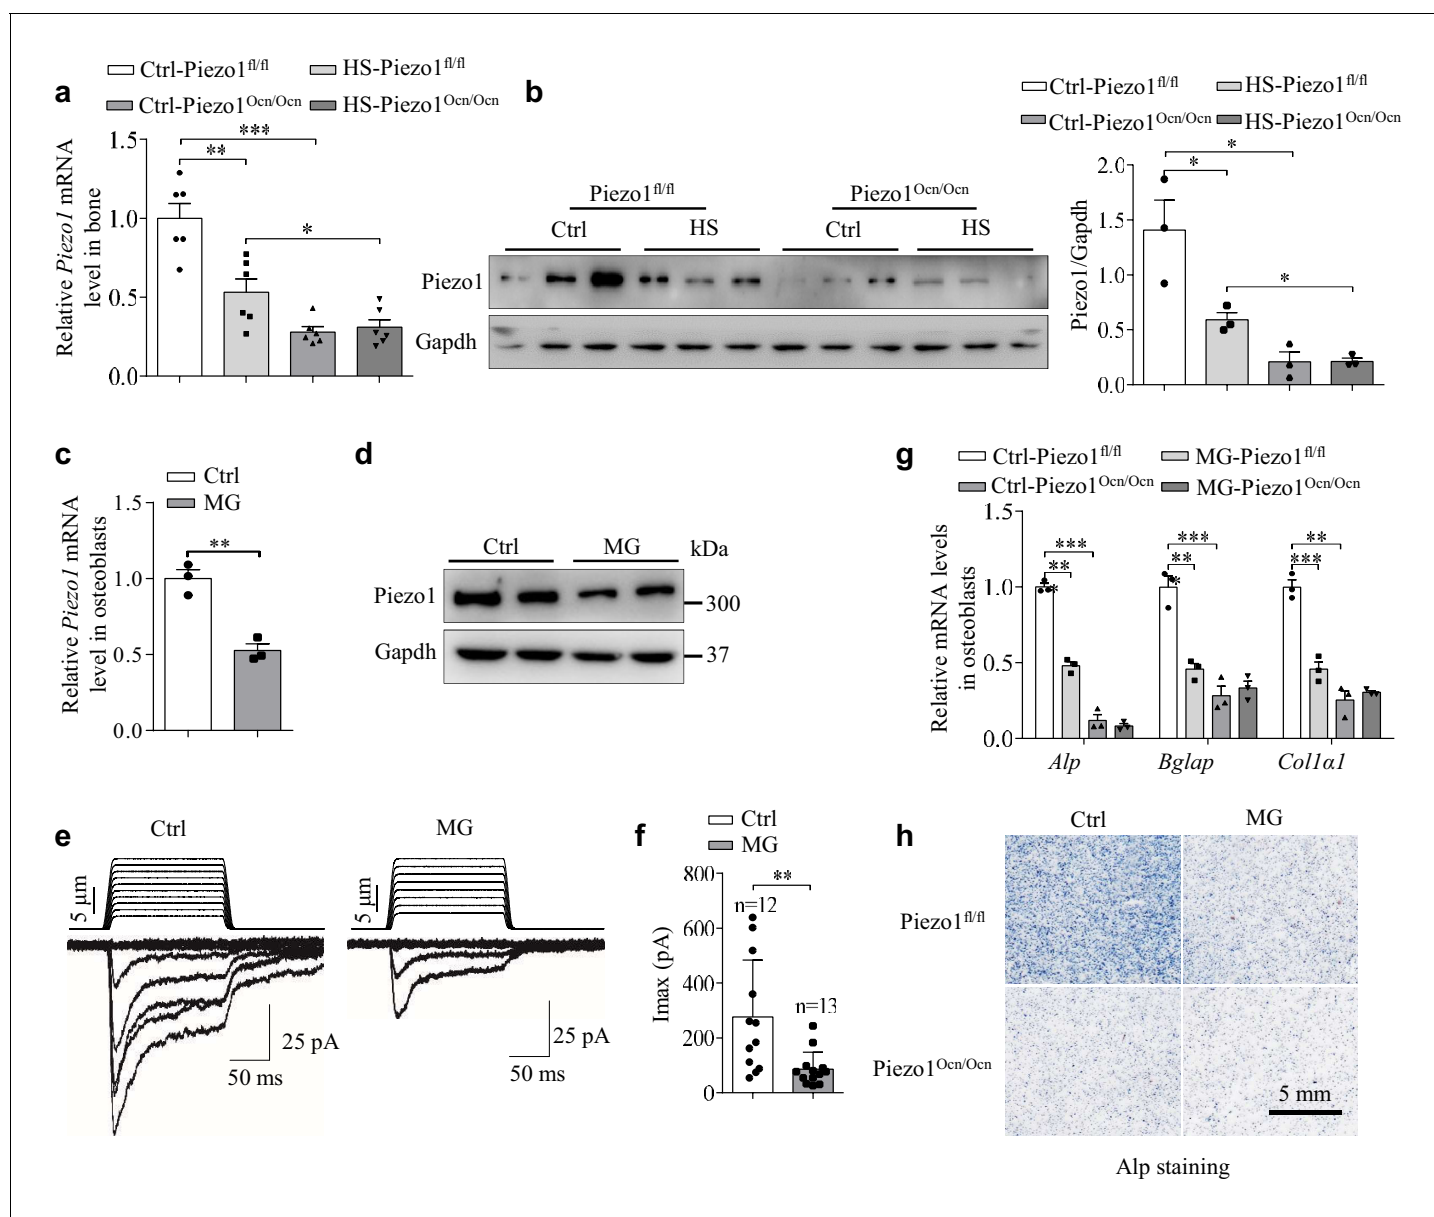 a
Ctrl-Piezo1fl/fl
HS-Piezo1fl/fl
Ctrl-Piezo1Ocn/Ocn
HS-Piezo1Ocn/Ocn
Relative Piezo1 mRNA
level in bone
1.5
1.0
0.5
0.0
***
**
*
b
Piezo1fl/fl
Piezo1Ocn/Ocn
Ctrl
HS
Ctrl
HS
Piezo1
Gapdh
Ctrl-Piezo1fl/fl
HS-Piezo1fl/fl
Ctrl-Piezo1Ocn/Ocn
HS-Piezo1Ocn/Ocn
Piezo1/Gapdh
2.0
1.5
1.0
0.5
0.0
*
*
*
c
Ctrl
MG
Relative Piezo1 mRNA
level in osteoblasts
1.5
1.0
0.5
0.0
**
d
Ctrl
MG
kDa
Piezo1
300
Gapdh
37
g
Ctrl-Piezo1fl/fl
MG-Piezo1fl/fl
Ctrl-Piezo1Ocn/Ocn
MG-Piezo1Ocn/Ocn
Relative mRNA levels
in osteoblasts
1.5
1.0
0.5
0.0
***
**
*
***
**
*
**
***
Alp
Bglap
Col1α1
e
Ctrl
MG
5 μm
5 μm
25 pA
50 ms
25 pA
50 ms
f
Ctrl
MG
Imax (pA)
800
600
400
200
0
**
n=12
n=13
h
Ctrl
MG
Piezo1fl/fl
Piezo1Ocn/Ocn
5 mm
Alp staining